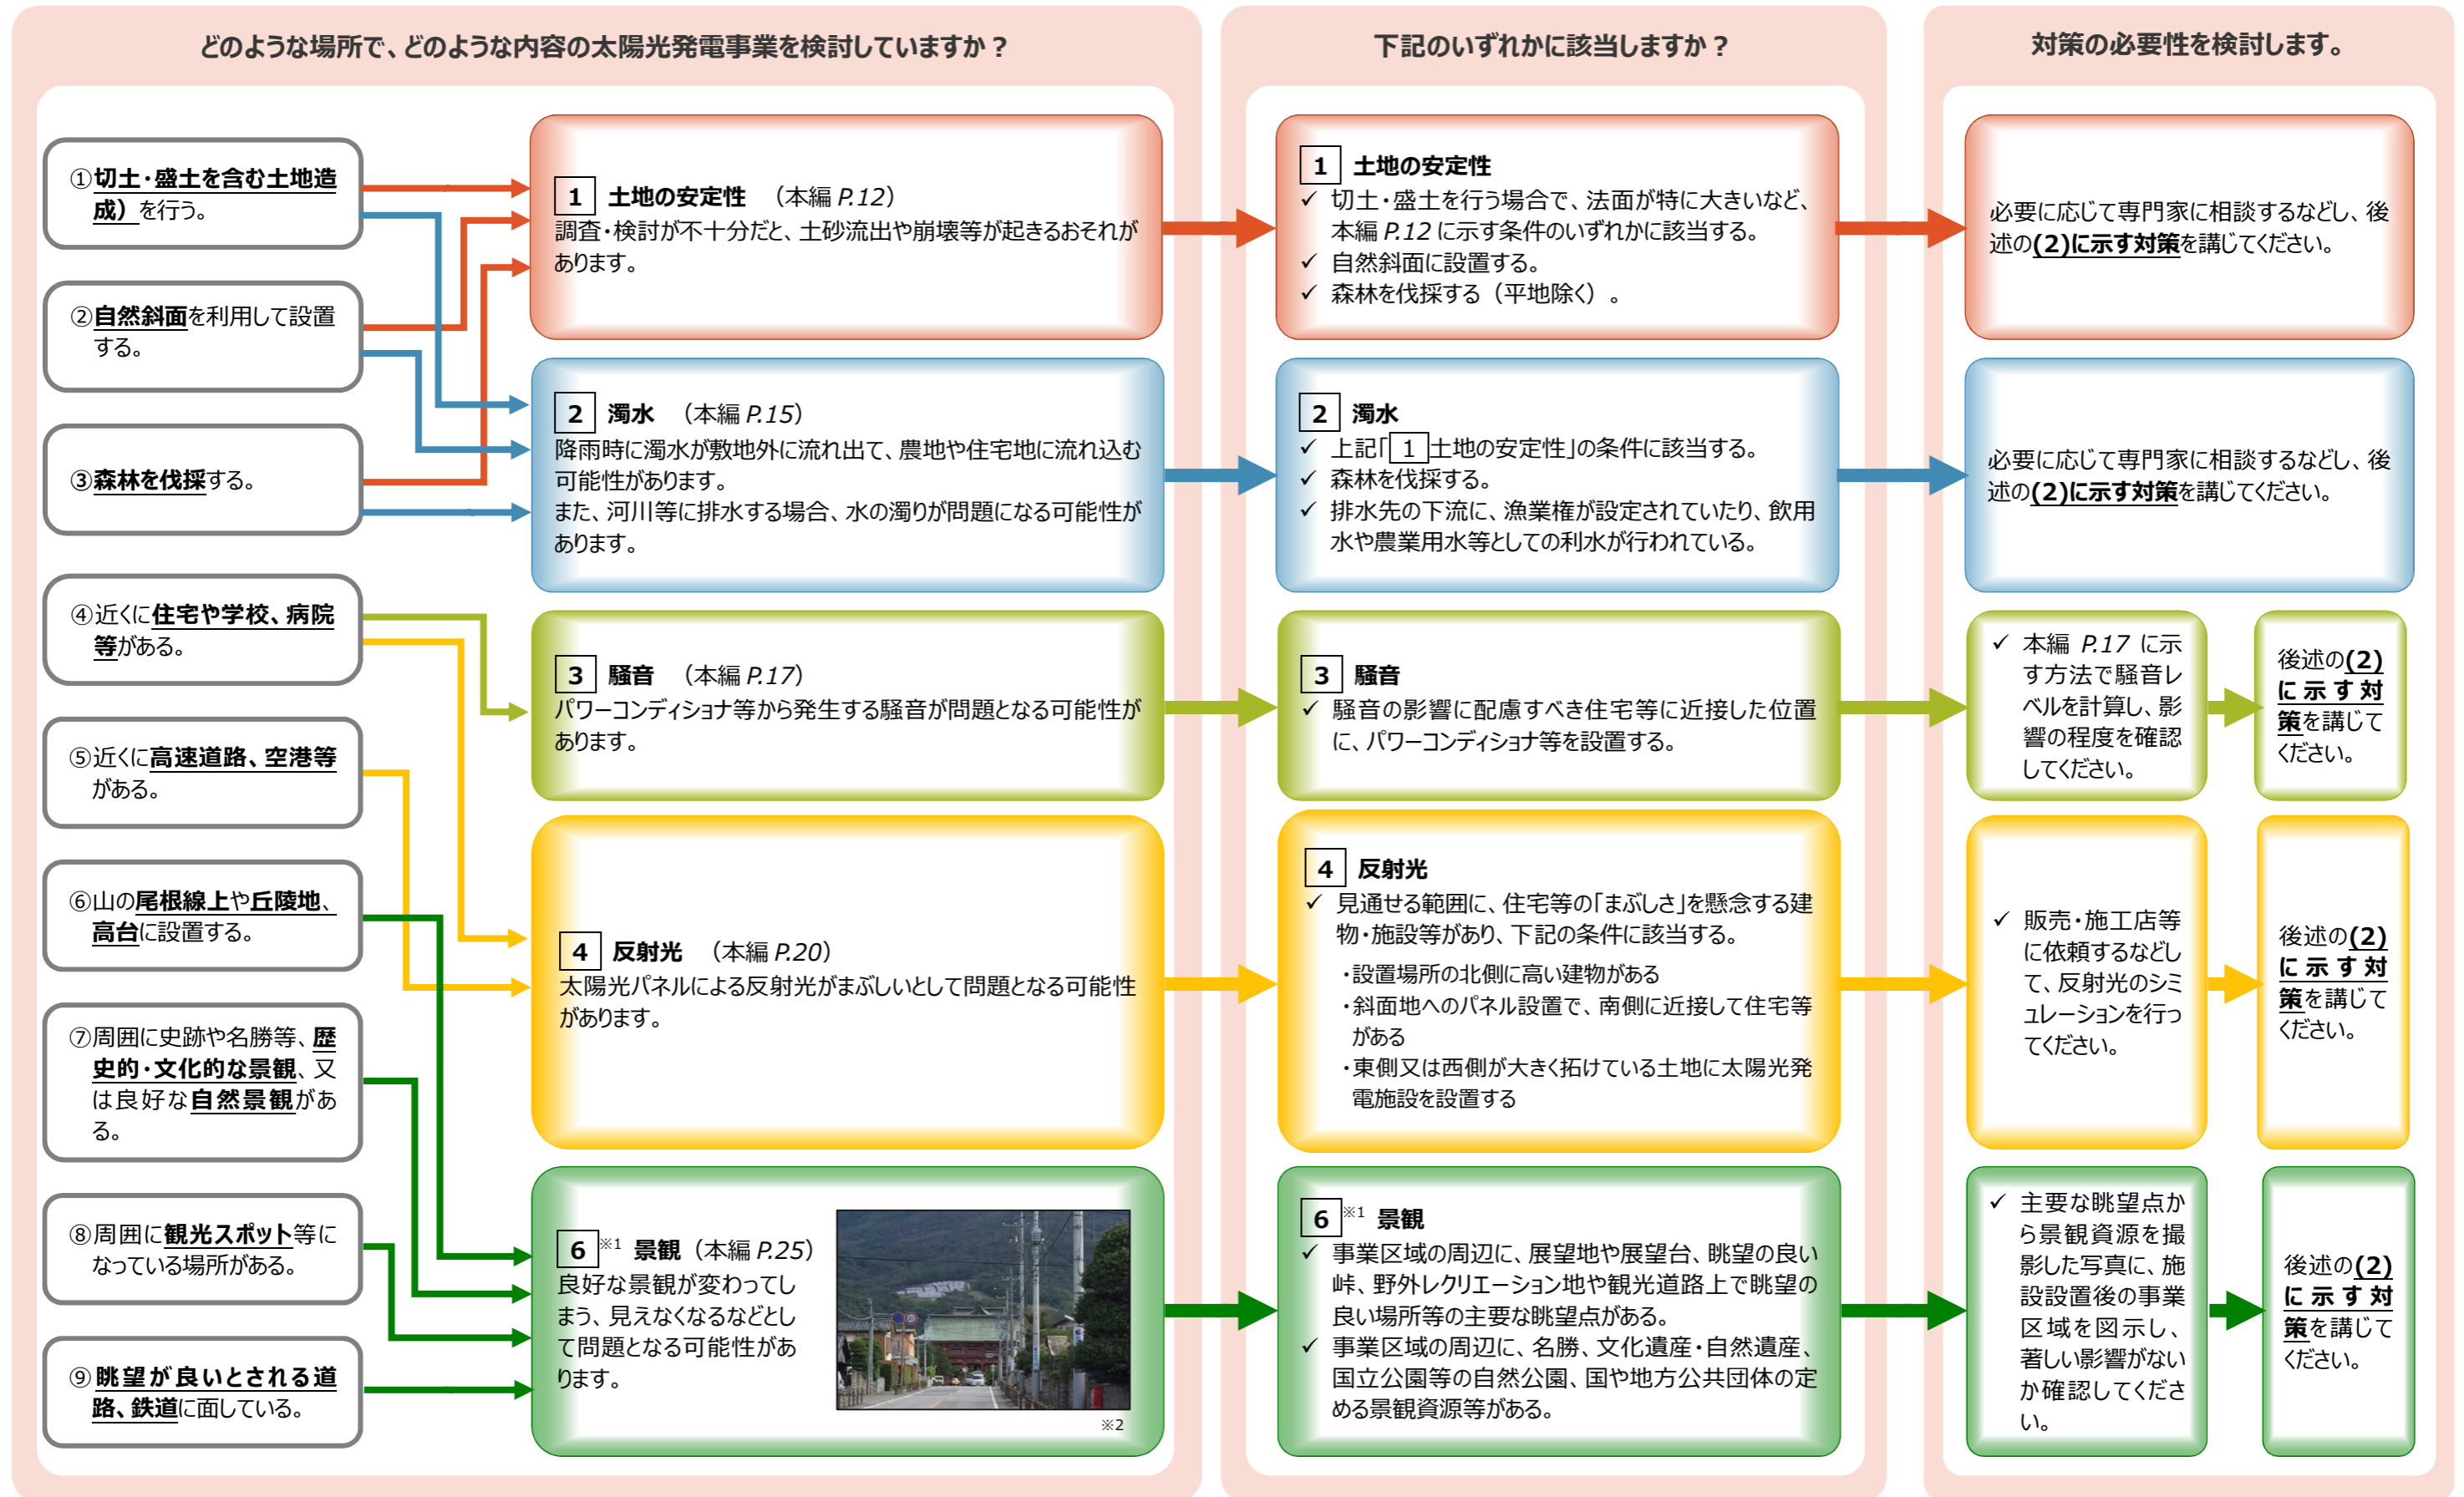 どのような場所で、どのような内容の太陽光発電事業を検討していますか？
①切土・盛土を含む土地造
成）を行う。
②自然斜面を利用して設置
する。
③森林を伐採する。
④近くに住宅や学校、病院
等がある。
⑤近くに高速道路、空港等
がある。
⑥山の尾根線上や丘陵地、
高台に設置する。
⑦周囲に史跡や名勝等、歴
史的・文化的な景観、又
は良好な自然景観があ
る。
⑧周囲に観光スポット等に
なっている場所がある。
⑨眺望が良いとされる道
路、鉄道に面している。
1 土地の安定性 （本編 P.12）
調査・検討が不十分だと、土砂流出や崩壊等が起きるおそれが
あります。
2 濁水 （本編 P.15）
降雨時に濁水が敷地外に流れ出て、農地や住宅地に流れ込む
可能性があります。
また、河川等に排水する場合、水の濁りが問題になる可能性が
あります。
3 騒音 （本編 P.17）
パワーコンディショナ等から発生する騒音が問題となる可能性が
あります。
4 反射光 （本編 P.20）
太陽光パネルによる反射光がまぶしいとして問題となる可能性
があります。
6※1 景観（本編 P.25）
良好な景観が変わってし
まう、見えなくなるなどとし
て問題となる可能性があ
ります。
※2
下記のいずれかに該当しますか？
1 土地の安定性
✓ 切土・盛土を行う場合で、法面が特に大きいなど、
本編 P.12 に示す条件のいずれかに該当する。
✓ 自然斜面に設置する。
✓ 森林を伐採する（平地除く）。
2 濁水
✓ 上記「1土地の安定性」の条件に該当する。
✓ 森林を伐採する。
✓ 排水先の下流に、漁業権が設定されていたり、飲用
水や農業用水等としての利水が行われている。
3 騒音
✓ 騒音の影響に配慮すべき住宅等に近接した位置
に、パワーコンディショナ等を設置する。
4 反射光
✓ 見通せる範囲に、住宅等の「まぶしさ」を懸念する建
物・施設等があり、下記の条件に該当する。
・設置場所の北側に高い建物がある
・斜面地へのパネル設置で、南側に近接して住宅等
がある
・東側又は西側が大きく拓けている土地に太陽光発
電施設を設置する
6※1 景観
✓ 事業区域の周辺に、展望地や展望台、眺望の良い
峠、野外レクリエーション地や観光道路上で眺望の
良い場所等の主要な眺望点がある。
✓ 事業区域の周辺に、名勝、文化遺産・自然遺産、
国立公園等の自然公園、国や地方公共団体の定
める景観資源等がある。
対策の必要性を検討します。
必要に応じて専門家に相談するなどし、後
述の(2)に示す対策を講じてください。
必要に応じて専門家に相談するなどし、後
述の(2)に示す対策を講じてください。
✓ 本編 P.17 に示
す方法で騒音レ
ベルを計算し、影
響の程度を確認
してください。
後述の(2)
に示す対
策を講じて
ください。
✓ 販売・施工店等
に依頼するなどし
て、反射光のシミ
ュレーションを行っ
てください。
後述の(2)
に示す対
策を講じて
ください。
✓ 主要な眺望点か
ら景観資源を撮
影した写真に、施
設設置後の事業
区域を図示し、
著しい影響がない
か確認してくださ
い。
後述の(2)
に示す対
策を講じて
ください。